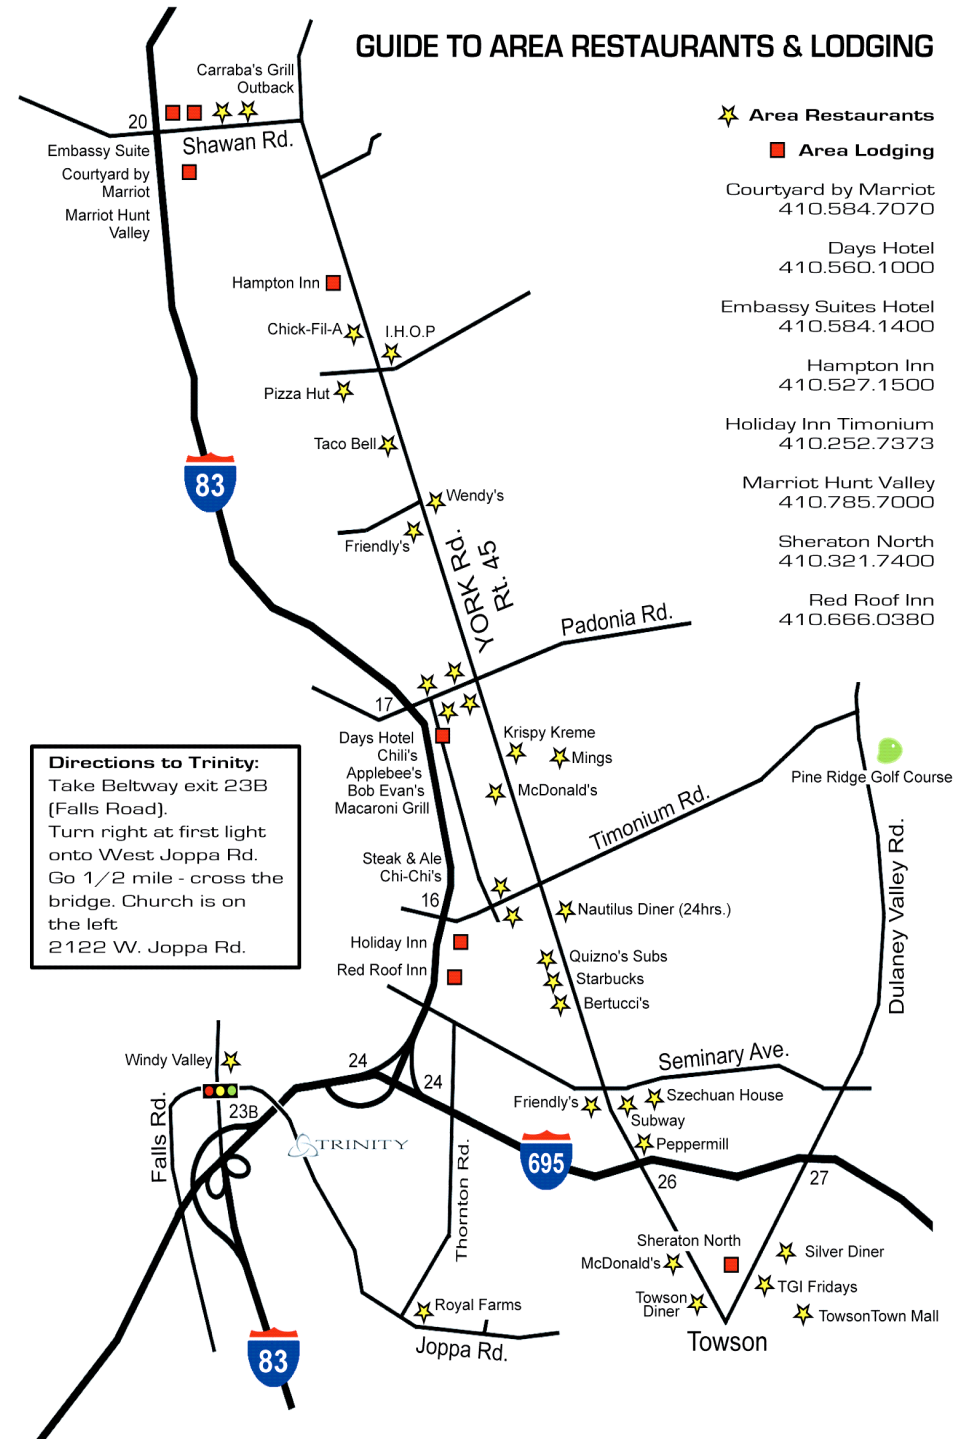 GUIDE TO AREA RESTAURANTS & LODGING
Area Restaurants
Area Lodging
Courtyard by Marriot
410.584.7070
Days Hotel
410.560.1000
Embassy Suites Hotel
410.584.1400
Hampton Inn
410.527.1500
Holiday Inn Timonium
410.252.7373
Marriot Hunt Valley
410.785.7000
Sheraton North
410.321.7400
Red Roof Inn
410.666.0380
Carraba's Grill
Outback
20
Shawan Rd.
Embassy Suite
Courtyard by
Marriot
Marriot Hunt
Valley
Hampton Inn
Chick-Fil-A
I.H.O.P
Pizza Hut
Taco Bell
83
Wendy's
Friendly's
YORK Rd.
Rt. 45
Padonia Rd.
17
Days Hotel
Chili's
Applebee's
Bob Evan's
Macaroni Grill
Krispy Kreme
Mings
McDonald's
Timonium Rd.
Pine Ridge Golf Course
Dulaney Valley Rd.
Directions to Trinity:
Take Beltway exit 23B
(Falls Road).
Turn right at first light
onto West Joppa Rd.
Go 1/2 mile - cross the
bridge. Church is on
the left
2122 W. Joppa Rd.
Steak & Ale
Chi-Chi's
16
Nautilus Diner (24hrs.)
Holiday Inn
Red Roof Inn
Quizno's Subs
Starbucks
Bertucci's
Windy Valley
24
24
Seminary Ave.
Falls Rd.
23B
TRINITY
Friendly's
Szechuan House
Subway
Peppermill
Thornton Rd.
695
26
27
Sheraton North
McDonald's
Silver Diner
TGI Fridays
Towson
Diner
TowsonTown Mall
Royal Farms
Joppa Rd.
Towson
83